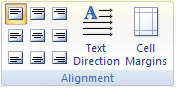 Text Direction
Cell Margins
Alignment